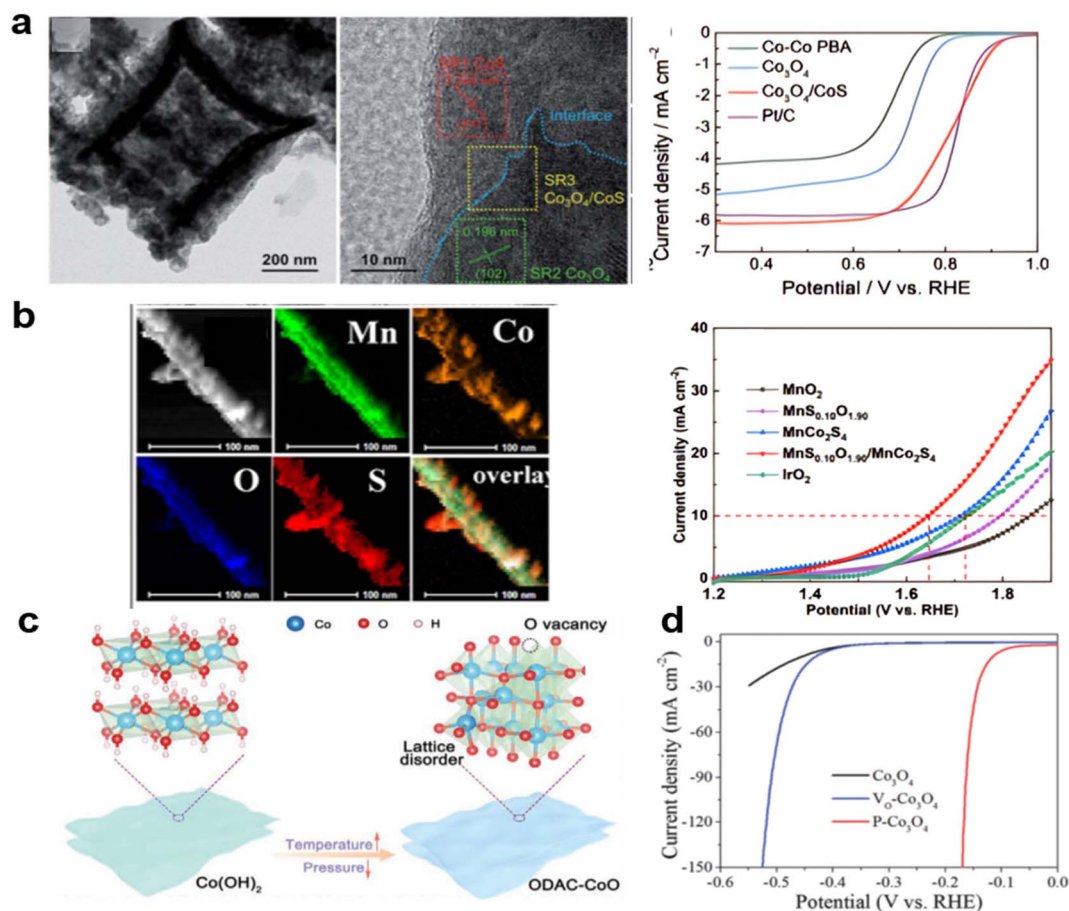 a
SR1 CoS
Interface
SR3
Co₃O₄/CoS
0.196 nm
(102)
SR2 Co₃O₄
200 nm
10 nm
Co-Co PBA
Co₃O₄
Co₃O₄/CoS
Pt/C
Current density / mA cm⁻²
0
-1
-2
-3
-4
-5
-6
-7
0.4 0.6 0.8 1.0
Potential / V vs. RHE
b
Mn
Co
100 nm
100 nm
100 nm
O
S
overlay
100 nm
100 nm
100 nm
MnO₂
MnS₀.₁₀O₁.₉₀
MnCo₂S₄
MnS₀.₁₀O₁.₉₀/MnCo₂S₄
IrO₂
Current density (mA cm⁻²)
40
30
20
10
0
1.2 1.4 1.6 1.8
Potential (V vs. RHE)
c
Co O H
O vacancy
Lattice
disorder
Temperature↑
Pressure↓
Co(OH)₂
ODAC-CoO
d
Current density (mA cm⁻²)
0
-30
-60
-90
-120
-150
Co₃O₄
V₀-Co₃O₄
P-Co₃O₄
-0.6 -0.5 -0.4 -0.3 -0.2 -0.1 0.0
Potential (V vs. RHE)